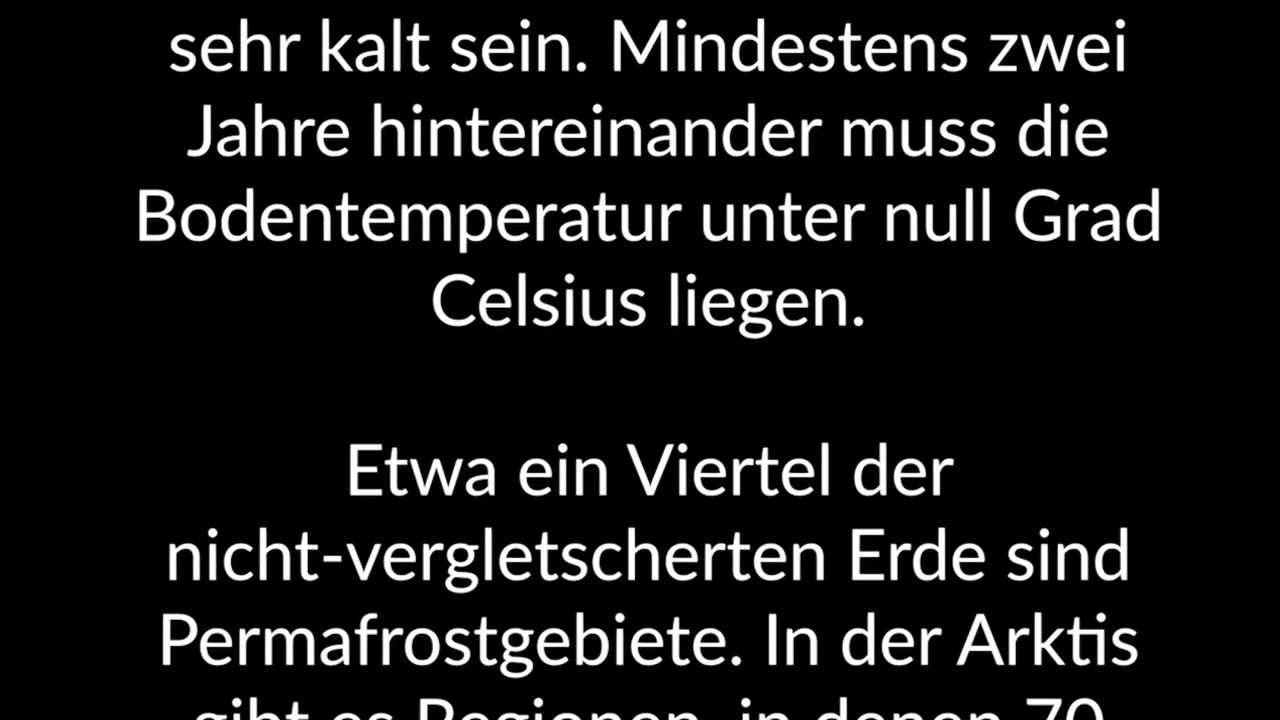 sehr kalt sein. Mindestens zwei
Jahre hintereinander muss die
Bodentemperatur unter null Grad
Celsius liegen.
Etwa ein Viertel der
nicht-vergletscherten Erde sind
Permafrostgebiete. In der Arktis
gibt es Regionen, in denen 70